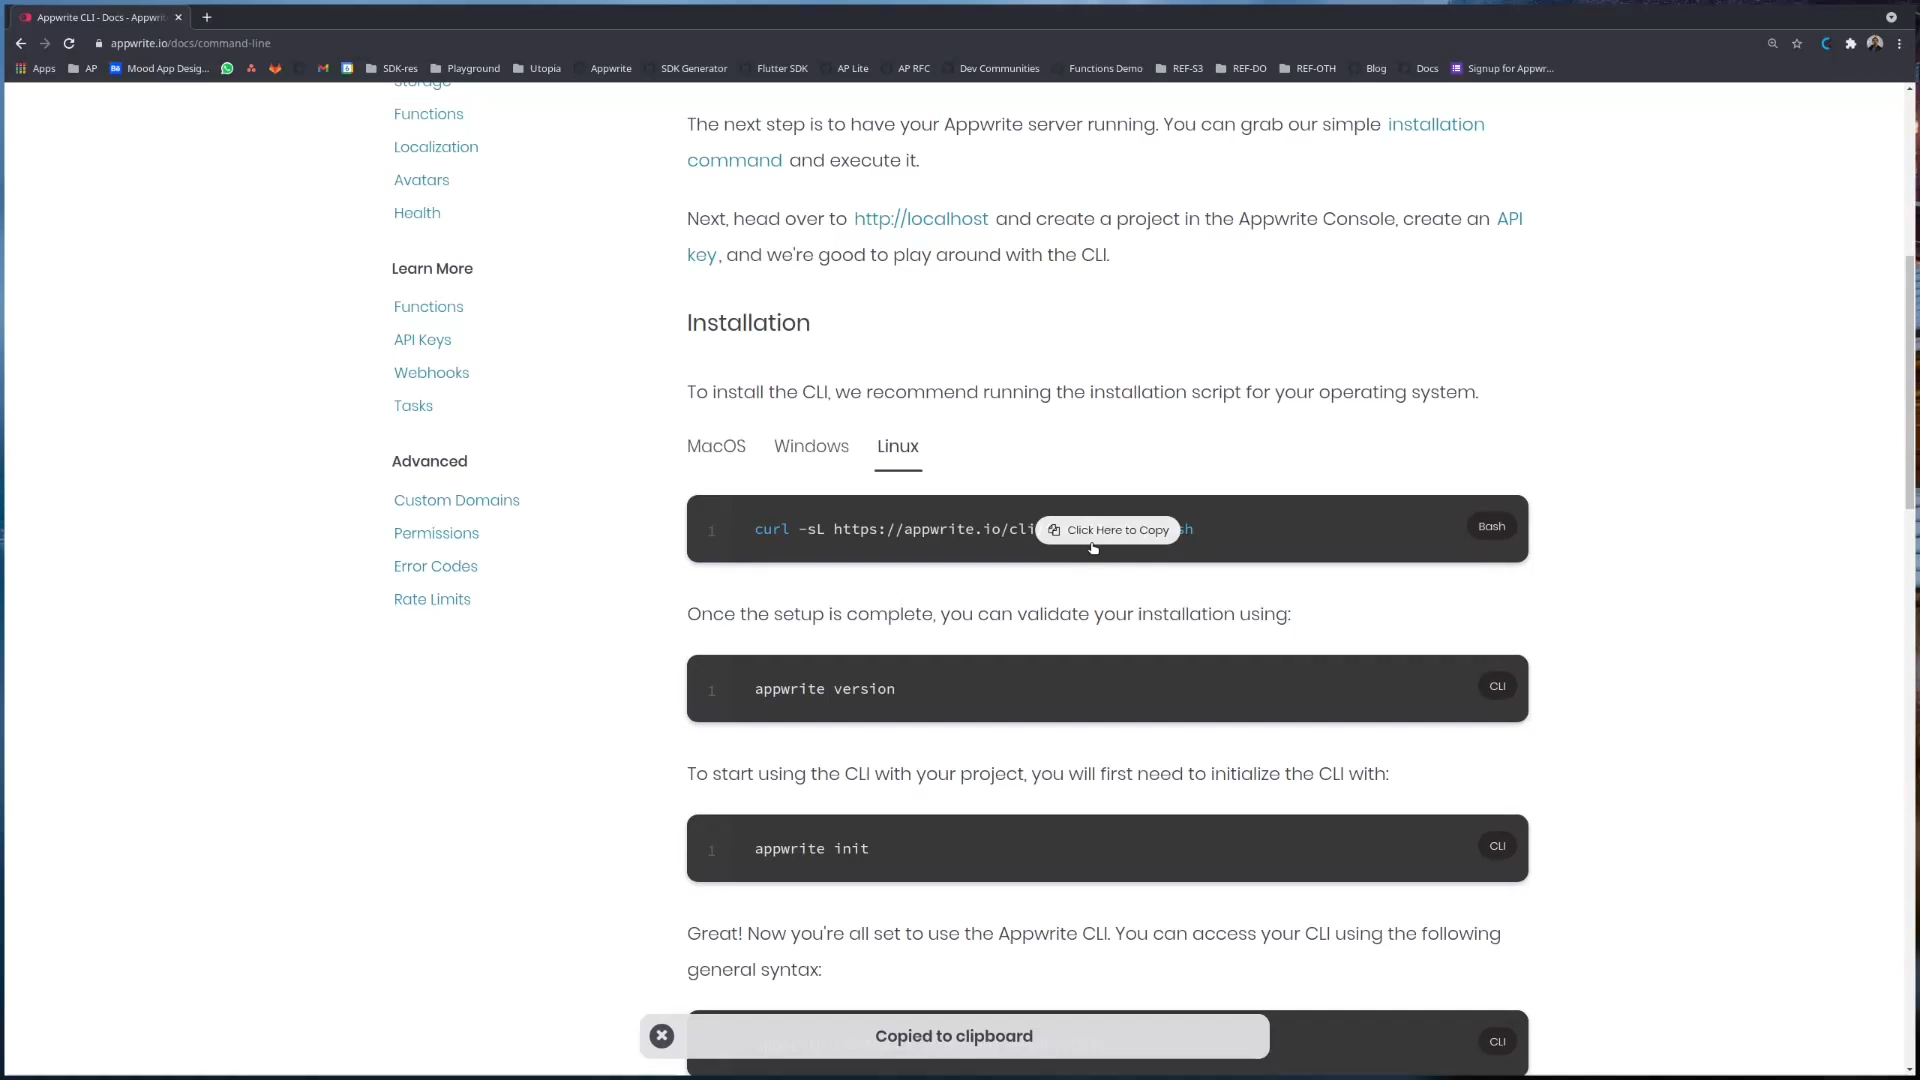 Appwrite CLI - Docs - Appwrit
appwrite.io/docs/command-line
Apps
AP
Mood App Desig...
SDK-res
Playground
Utopia
Appwrite
SDK Generator
Flutter SDK
AP Lite
AP RFC
Dev Communities
Functions Demo
REF-S3
REF-DO
REF-OTH
Blog
Docs
Signup for Appwr...
Storage
Functions
Localization
Avatars
Health
Learn More
Functions
API Keys
Webhooks
Tasks
Advanced
Custom Domains
Permissions
Error Codes
Rate Limits
The next step is to have your Appwrite server running. You can grab our simple installation
command and execute it.
Next, head over to http://localhost and create a project in the Appwrite Console, create an API
key, and we're good to play around with the CLI.
Installation
To install the CLI, we recommend running the installation script for your operating system.
MacOS Windows Linux
1 curl -sL https://appwrite.io/cli
Click Here to Copy
sh
Bash
Once the setup is complete, you can validate your installation using:
1 appwrite version
CLI
To start using the CLI with your project, you will first need to initialize the CLI with:
1 appwrite init
CLI
Great! Now you're all set to use the Appwrite CLI. You can access your CLI using the following
general syntax:
Copied to clipboard
CLI